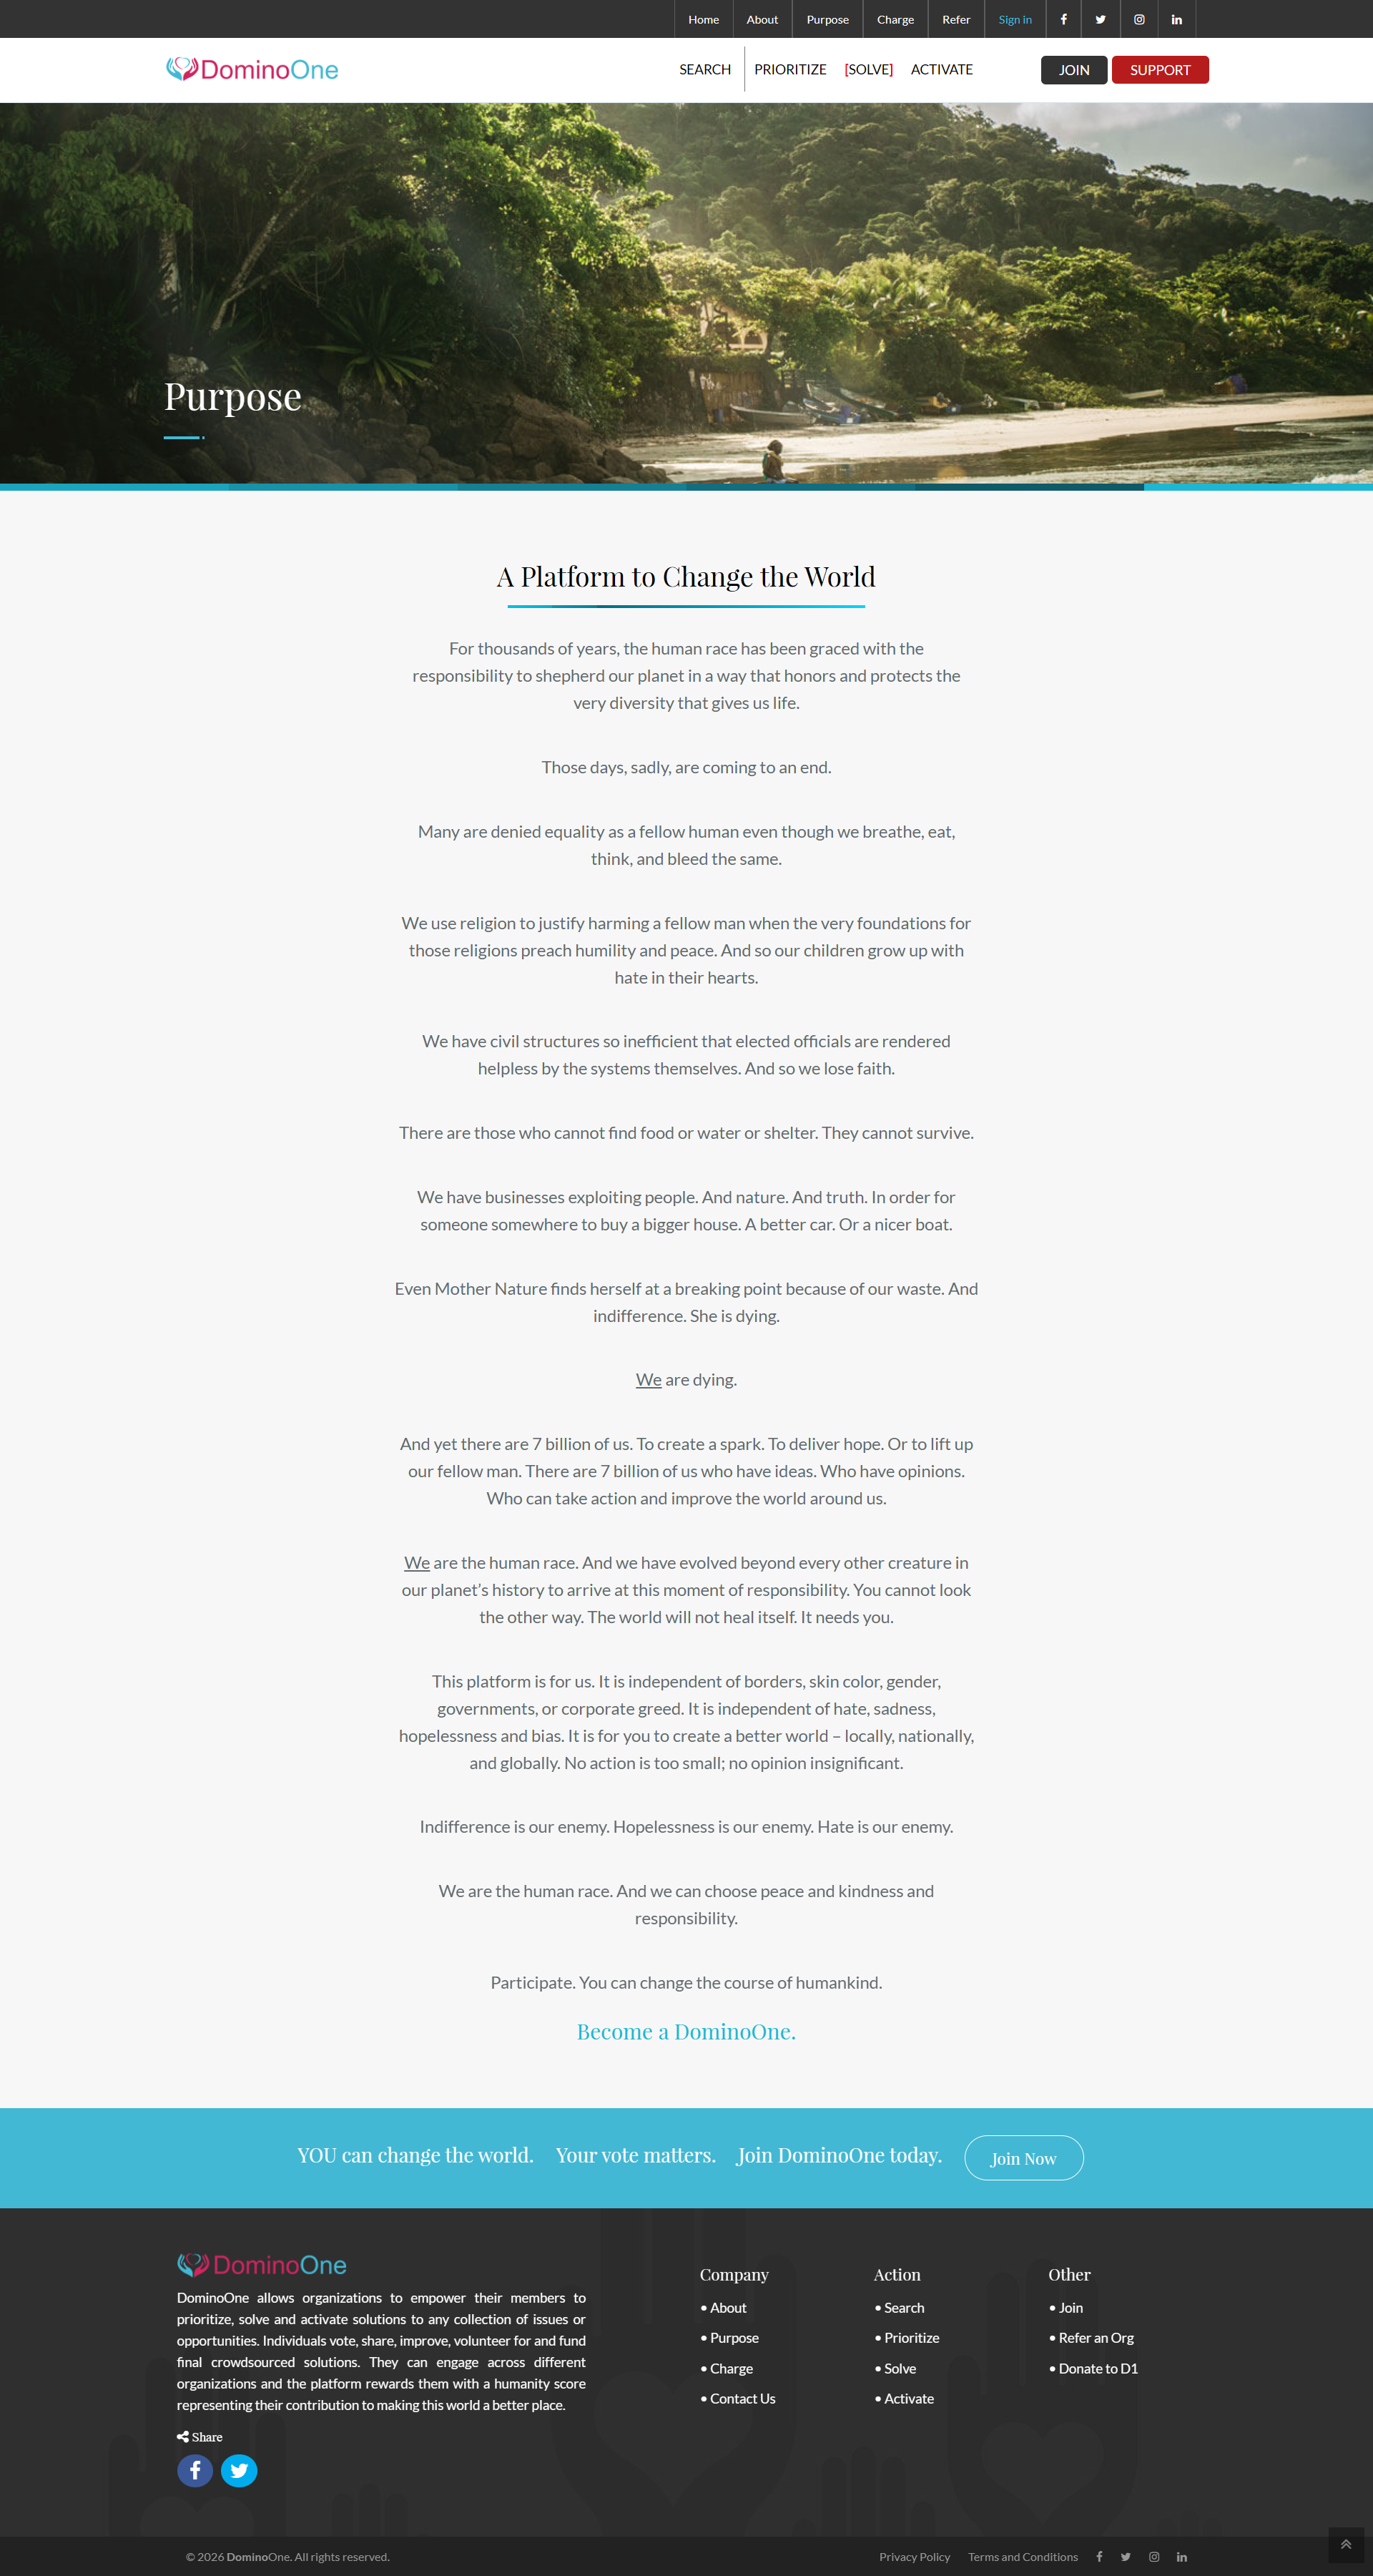 Home About Purpose Charge Refer Sign in
DominoOne
SEARCH PRIORITIZE [SOLVE] ACTIVATE JOIN SUPPORT
Purpose
A Platform to Change the World
For thousands of years, the human race has been graced with the
responsibility to shepherd our planet in a way that honors and protects the
very diversity that gives us life.
Those days, sadly, are coming to an end.
Many are denied equality as a fellow human even though we breathe, eat,
think, and bleed the same.
We use religion to justify harming a fellow man when the very foundations for
those religions preach humility and peace. And so our children grow up with
hate in their hearts.
We have civil structures so inefficient that elected officials are rendered
helpless by the systems themselves. And so we lose faith.
There are those who cannot find food or water or shelter. They cannot survive.
We have businesses exploiting people. And nature. And truth. In order for
someone somewhere to buy a bigger house. A better car. Or a nicer boat.
Even Mother Nature finds herself at a breaking point because of our waste. And
indifference. She is dying.
We are dying.
And yet there are 7 billion of us. To create a spark. To deliver hope. Or to lift up
our fellow man. There are 7 billion of us who have ideas. Who have opinions.
Who can take action and improve the world around us.
We are the human race. And we have evolved beyond every other creature in
our planet’s history to arrive at this moment of responsibility. You cannot look
the other way. The world will not heal itself. It needs you.
This platform is for us. It is independent of borders, skin color, gender,
governments, or corporate greed. It is independent of hate, sadness,
hopelessness and bias. It is for you to create a better world – locally, nationally,
and globally. No action is too small; no opinion insignificant.
Indifference is our enemy. Hopelessness is our enemy. Hate is our enemy.
We are the human race. And we can choose peace and kindness and
responsibility.
Participate. You can change the course of humankind.
Become a DominoOne.
YOU can change the world. Your vote matters. Join DominoOne today. Join Now
DominoOne
DominoOne allows organizations to empower their members to
prioritize, solve and activate solutions to any collection of issues or
opportunities. Individuals vote, share, improve, volunteer for and fund
final crowdsourced solutions. They can engage across different
organizations and the platform rewards them with a humanity score
representing their contribution to making this world a better place.
Share
Company
• About
• Purpose
• Charge
• Contact Us
Action
• Search
• Prioritize
• Solve
• Activate
Other
• Join
• Refer an Org
• Donate to D1
© 2026 DominoOne. All rights reserved.
Privacy Policy Terms and Conditions